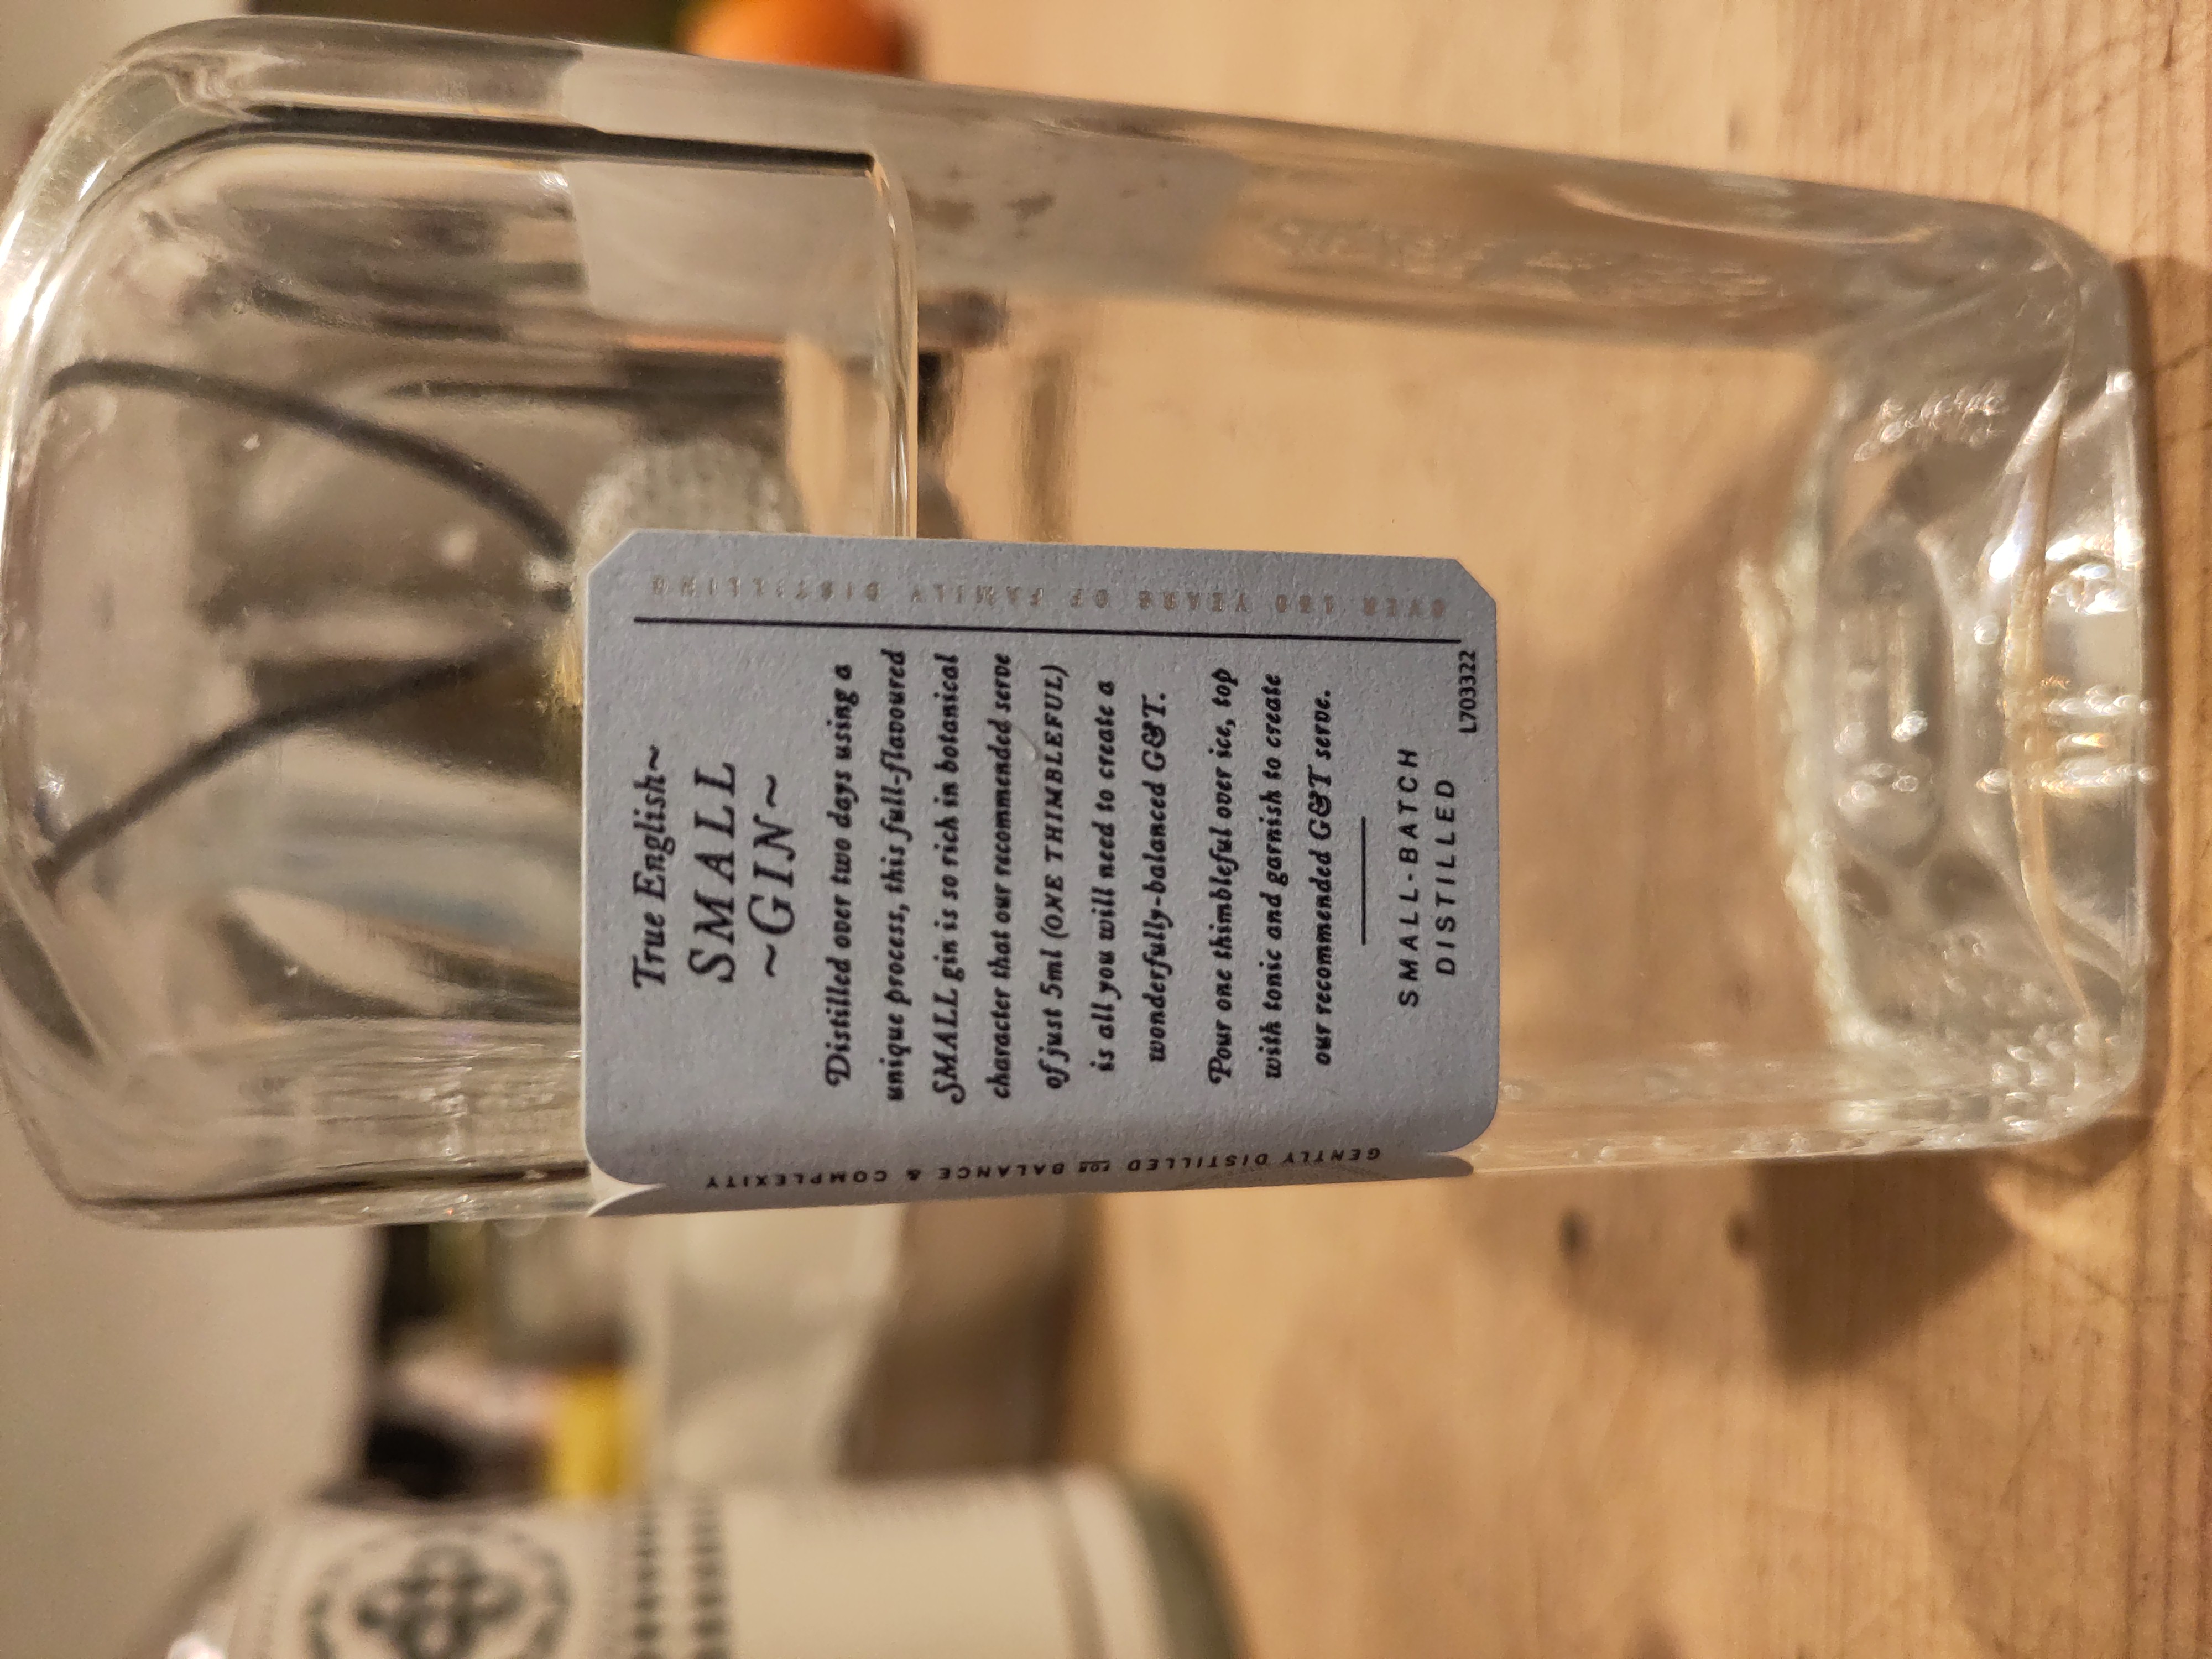 True English~
SMALL
~GIN~
Distilled over two days using a
unique process, this full-flavoured
SMALL gin is so rich in botanical
character that our recommended serve
of just 5ml (ONE THIMBLEFUL)
is all you will need to create a
wonderfully-balanced G&T.
Pour one thimbleful over ice, top
with tonic and garnish to create
our recommended G&T serve.
SMALL-BATCH
DISTILLED
L703322
OVER 150 YEARS OF FAMILY DISTILLING
GENTLY DISTILLED FOR BALANCE & COMPLEXITY